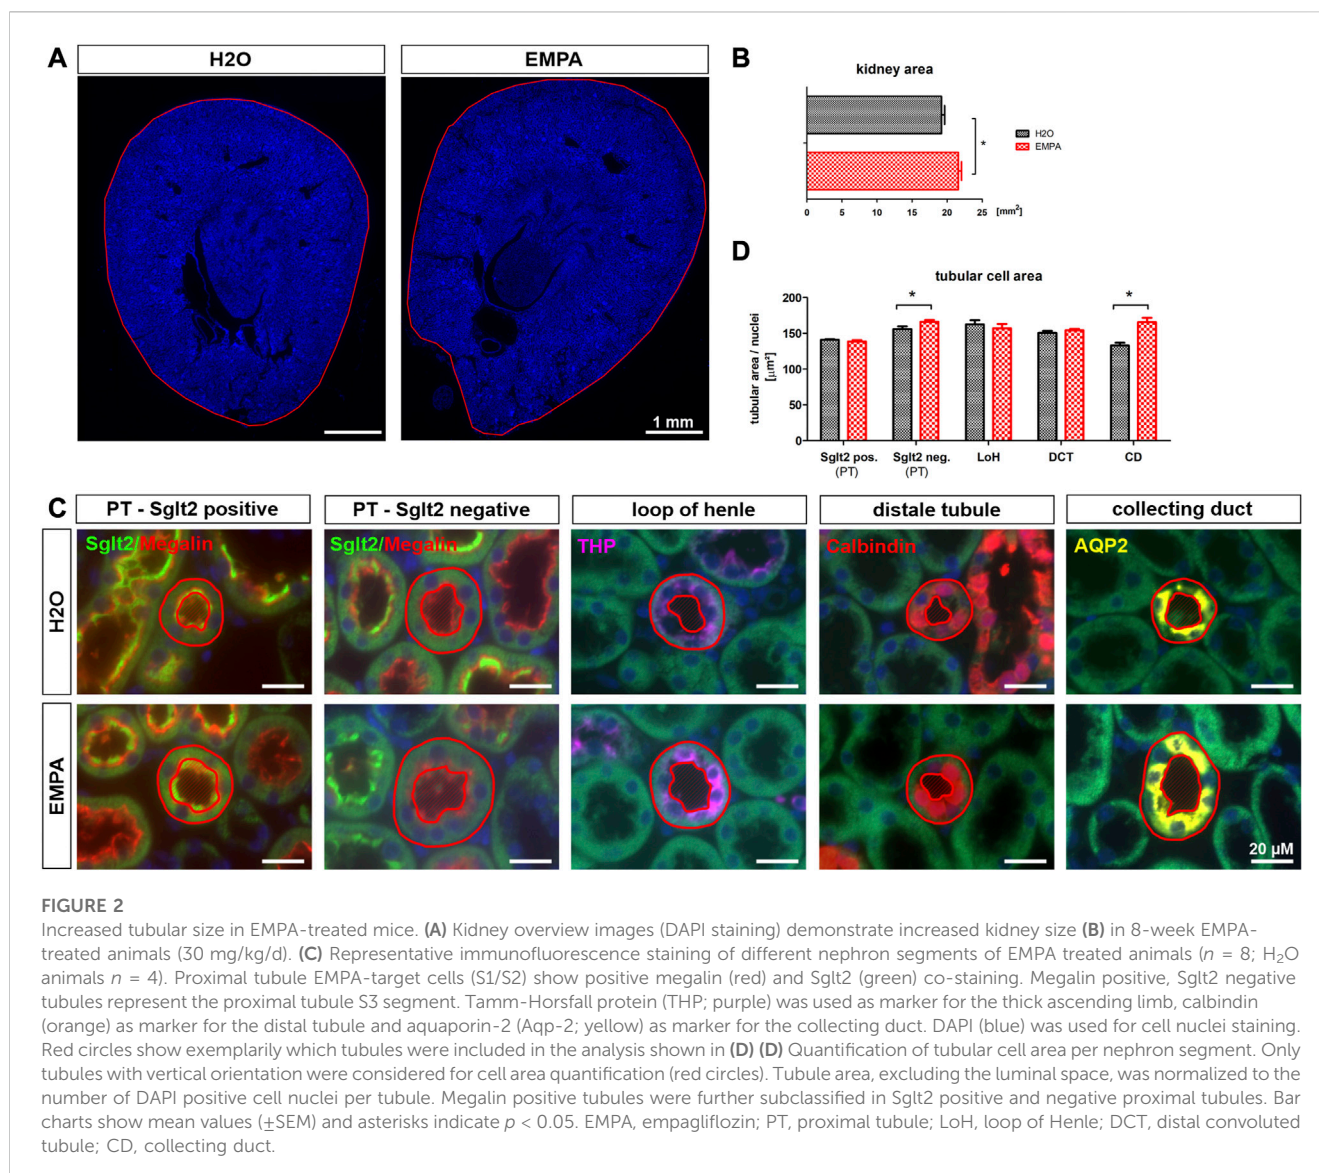 A
H2O
EMPA
1 mm
B
kidney area
H2O
EMPA
*
0 5 10 15 20 25 [mm²]
D
tubular cell area
tubular area / nuclei
[µm²]
200
150
100
50
0
*
*
Sglt2 pos. Sglt2 neg. LoH DCT CD
(PT) (PT)
C
PT - Sglt2 positive
PT - Sglt2 negative
loop of henle
distale tubule
collecting duct
H2O
Sglt2/Megalin
Sglt2/Megalin
THP
Calbindin
AQP2
EMPA
20 µM
FIGURE 2
Increased tubular size in EMPA-treated mice. (A) Kidney overview images (DAPI staining) demonstrate increased kidney size (B) in 8-week EMPA-
treated animals (30 mg/kg/d). (C) Representative immunofluorescence staining of different nephron segments of EMPA treated animals (n = 8; H₂O
animals n = 4). Proximal tubule EMPA-target cells (S1/S2) show positive megalin (red) and Sglt2 (green) co-staining. Megalin positive, Sglt2 negative
tubules represent the proximal tubule S3 segment. Tamm-Horsfall protein (THP; purple) was used as marker for the thick ascending limb, calbindin
(orange) as marker for the distal tubule and aquaporin-2 (Aqp-2; yellow) as marker for the collecting duct. DAPI (blue) was used for cell nuclei staining.
Red circles show exemplarily which tubules were included in the analysis shown in (D) (D) Quantification of tubular cell area per nephron segment. Only
tubules with vertical orientation were considered for cell area quantification (red circles). Tubule area, excluding the luminal space, was normalized to the
number of DAPI positive cell nuclei per tubule. Megalin positive tubules were further subclassified in Sglt2 positive and negative proximal tubules. Bar
charts show mean values (±SEM) and asterisks indicate p < 0.05. EMPA, empagliflozin; PT, proximal tubule; LoH, loop of Henle; DCT, distal convoluted
tubule; CD, collecting duct.